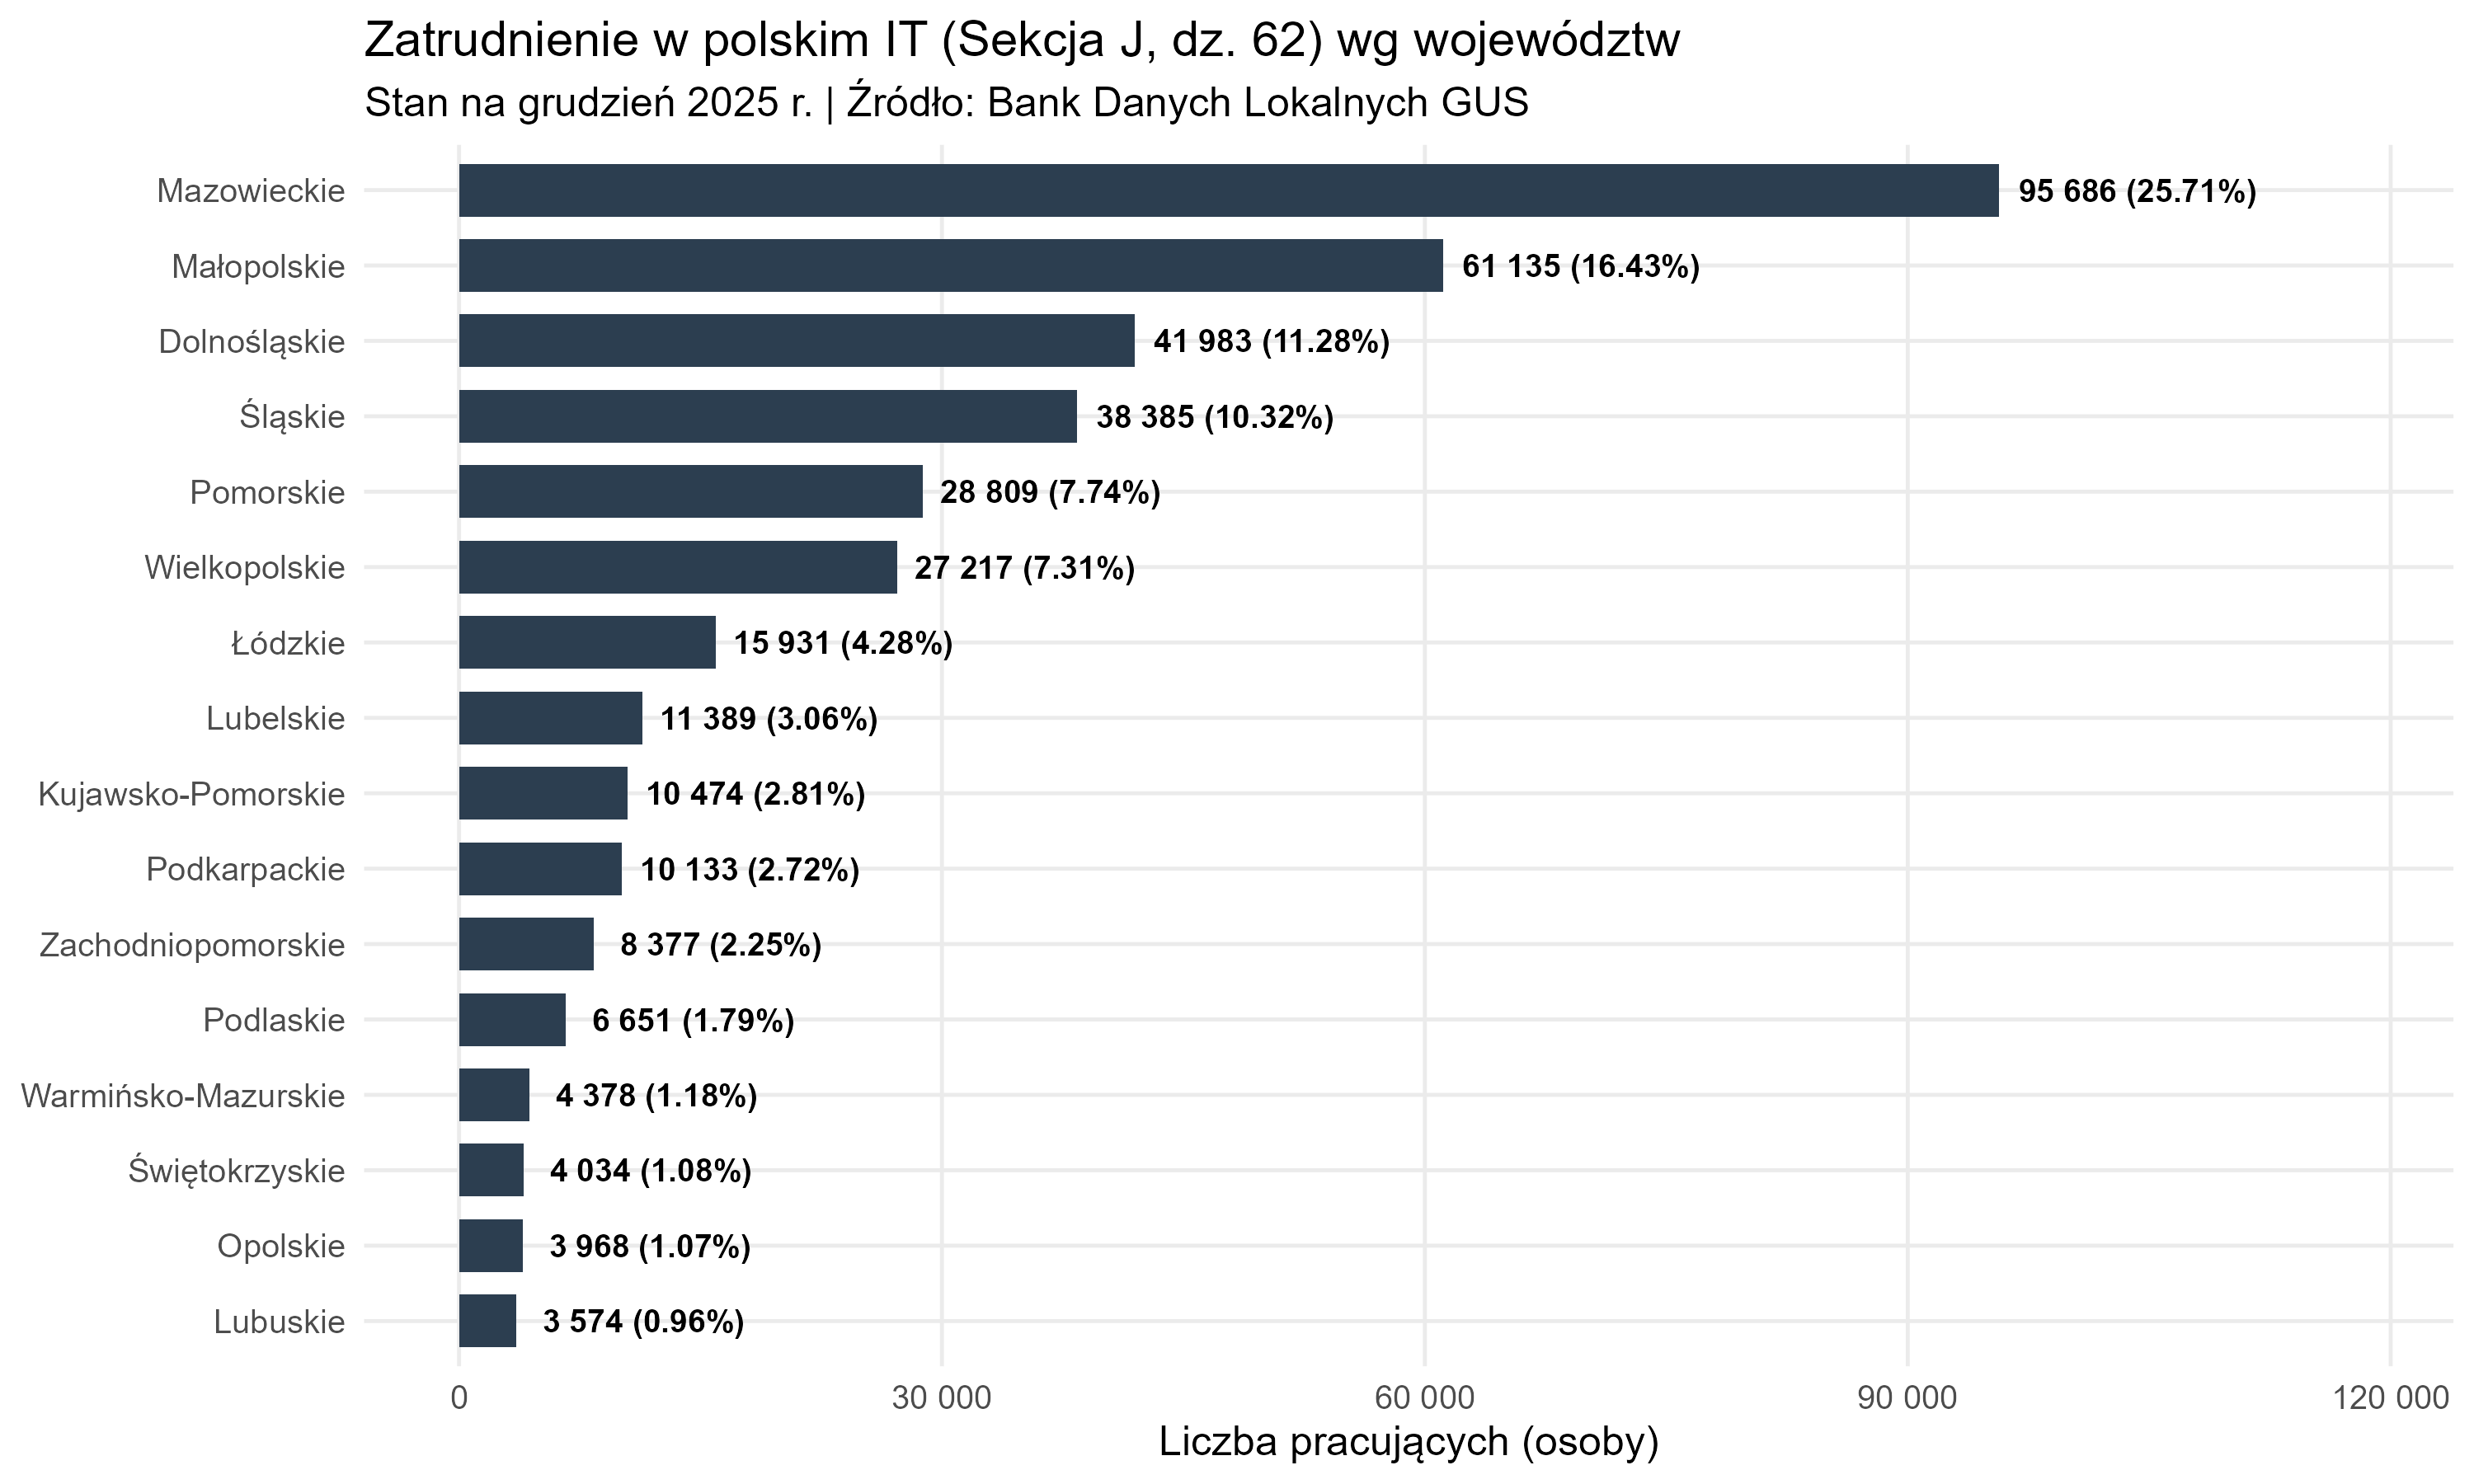 Zatrudnienie w polskim IT (Sekcja J, dz. 62) wg województw
Stan na grudzień 2025 r. | Źródło: Bank Danych Lokalnych GUS
Mazowieckie 95 686 (25.71%)
Małopolskie 61 135 (16.43%)
Dolnośląskie 41 983 (11.28%)
Śląskie 38 385 (10.32%)
Pomorskie 28 809 (7.74%)
Wielkopolskie 27 217 (7.31%)
Łódzkie 15 931 (4.28%)
Lubelskie 11 389 (3.06%)
Kujawsko-Pomorskie 10 474 (2.81%)
Podkarpackie 10 133 (2.72%)
Zachodniopomorskie 8 377 (2.25%)
Podlaskie 6 651 (1.79%)
Warmińsko-Mazurskie 4 378 (1.18%)
Świętokrzyskie 4 034 (1.08%)
Opolskie 3 968 (1.07%)
Lubuskie 3 574 (0.96%)
0 30 000 60 000 90 000 120 000
Liczba pracujących (osoby)